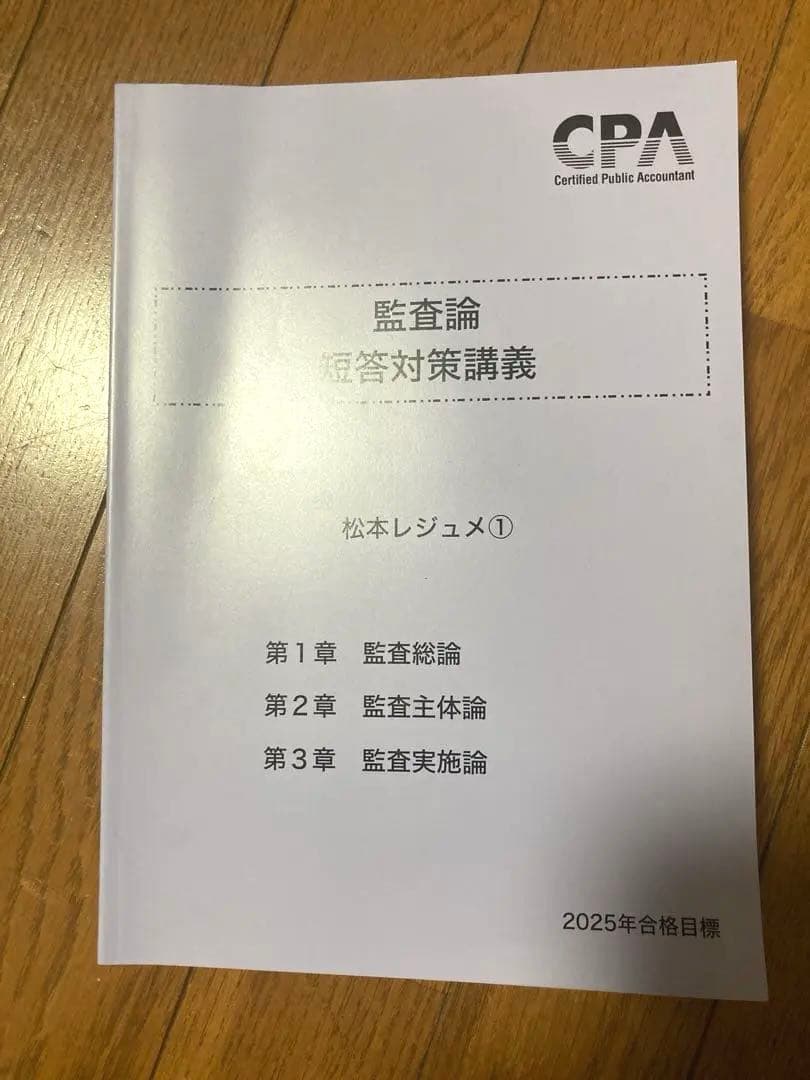 CPA
Certified Public Accountant
監査論
短答対策講義
松本レジュメ①
第1章 監査総論
第2章 監査主体論
第3章 監査実施論
2025年合格目標